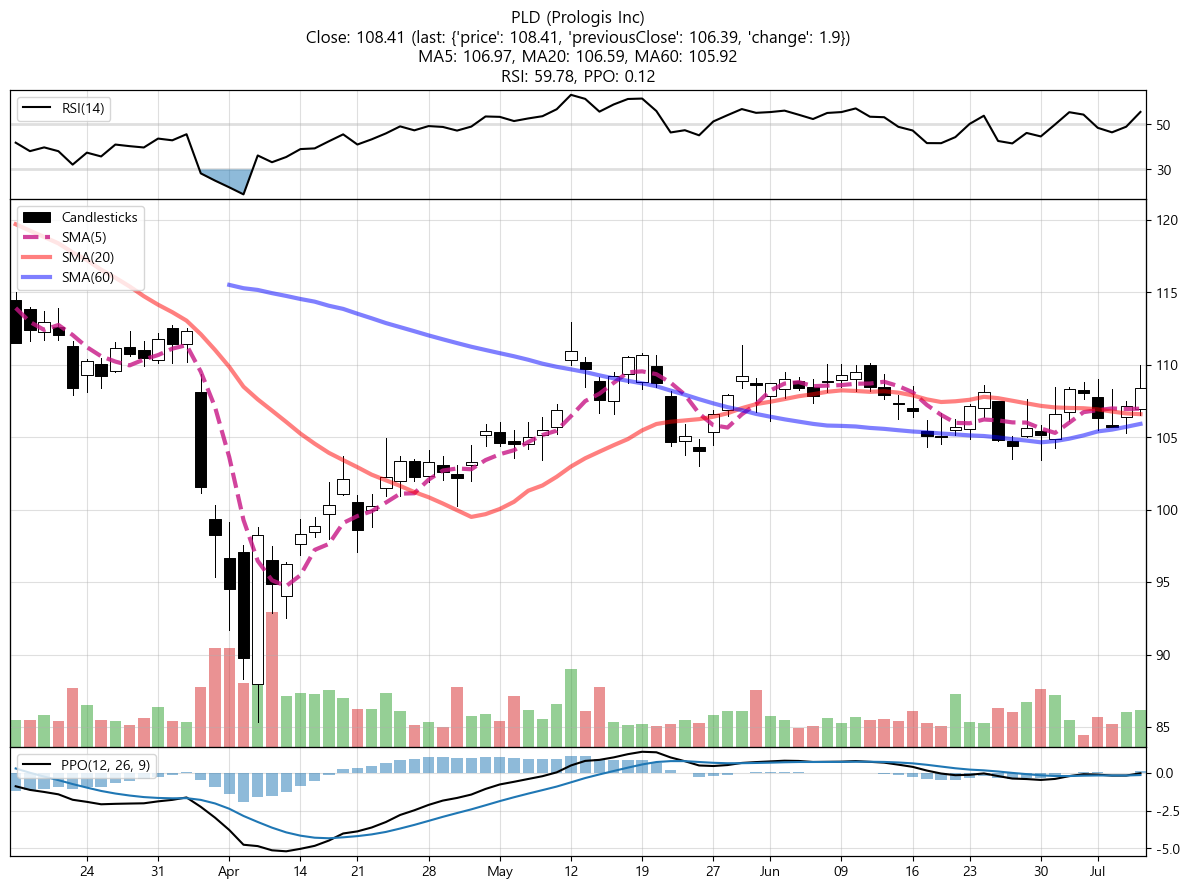 PLD (Prologis Inc)
Close: 108.41 (last: {'price': 108.41, 'previousClose': 106.39, 'change': 1.9})
MA5: 106.97, MA20: 106.59, MA60: 105.92
RSI: 59.78, PPO: 0.12
RSI(14)
50
30
Candlesticks
SMA(5)
SMA(20)
SMA(60)
120
115
110
105
100
95
90
85
PPO(12, 26, 9)
0.0
-2.5
-5.0
24 31 Apr 14 21 28 May 12 19 27 Jun 09 16 23 30 Jul